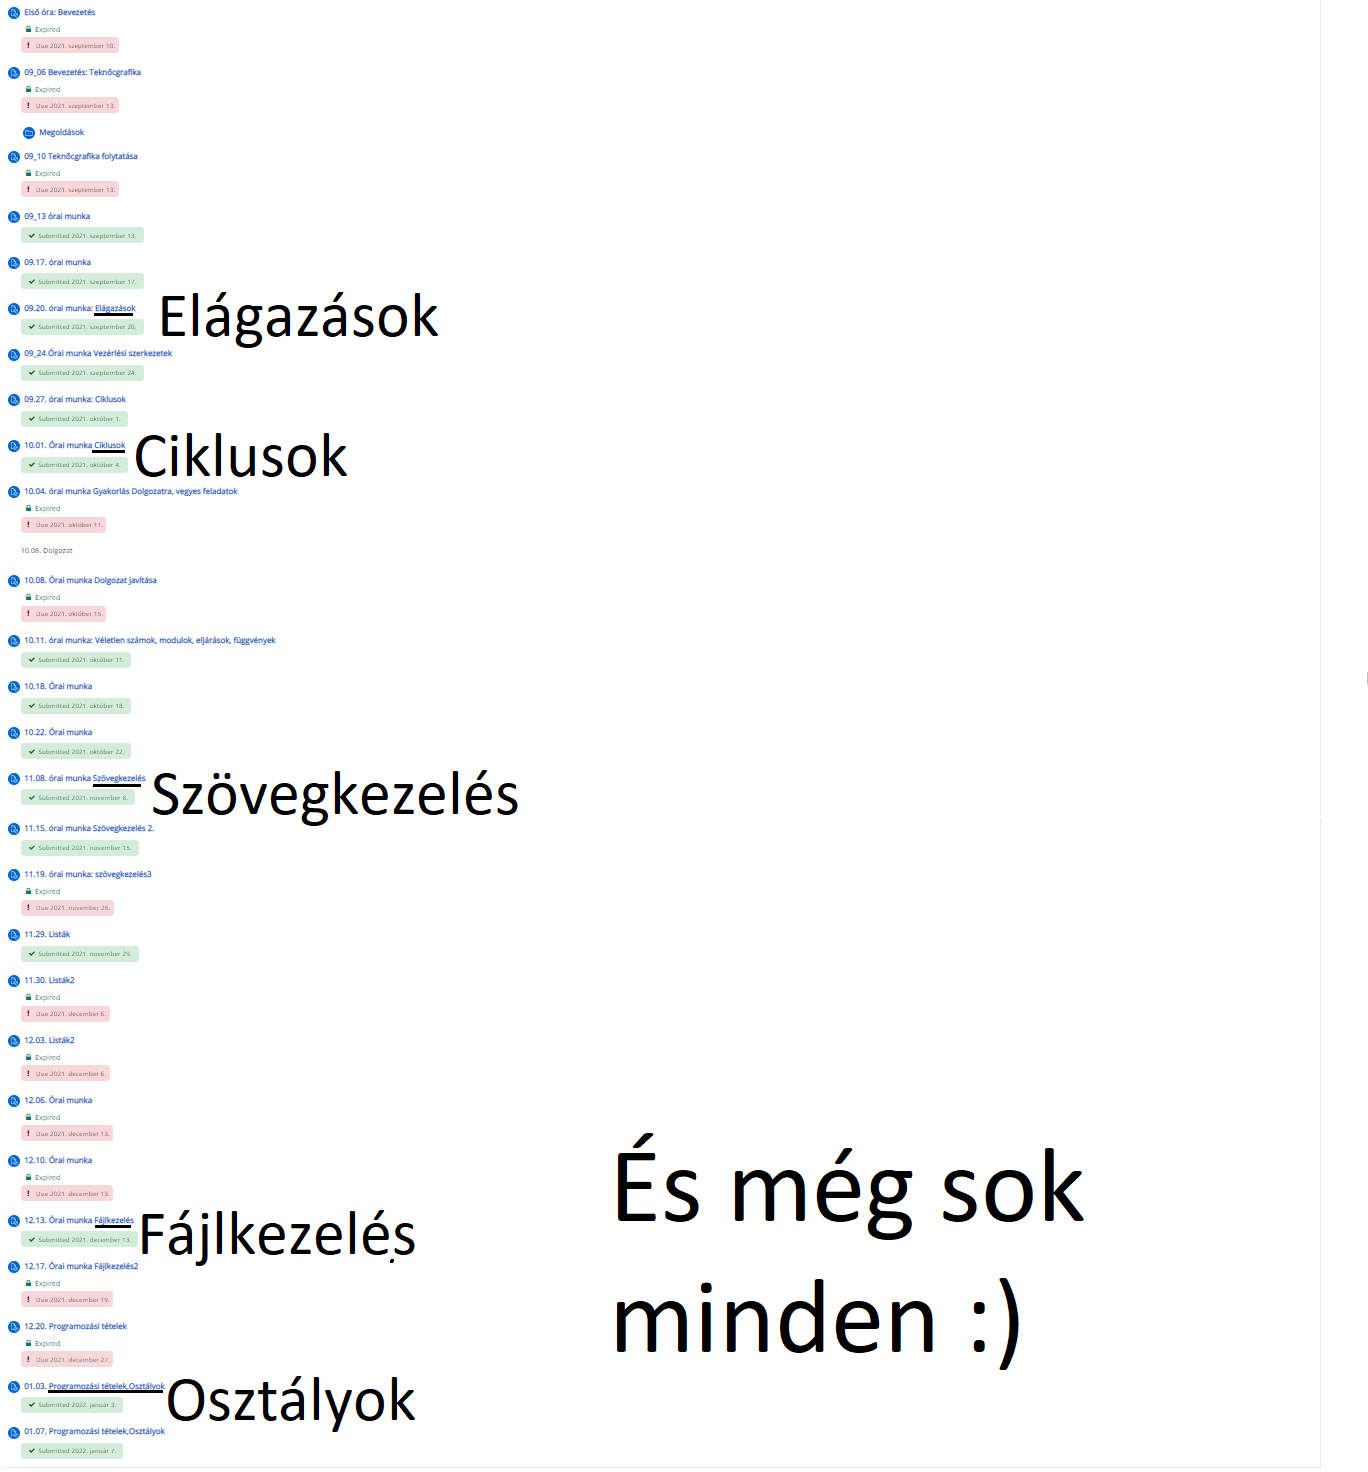 Első óra: Bevezetés
Expired
! Due 2021. szeptember 10.
09_06 Bevezetés: Teknőcgrafika
Expired
! Due 2021. szeptember 13.
Megoldások
09_10 Teknőcgrafika folytatása
Expired
! Due 2021. szeptember 13.
09_13 órai munka
✔ Submitted 2021. szeptember 13.
09.17. órai munka
✔ Submitted 2021. szeptember 17.
09.20. órai munka: Elágazások
Elágazások
✔ Submitted 2021. szeptember 20.
09_24 Órai munka Vezérlési szerkezetek
✔ Submitted 2021. szeptember 24.
09.27. órai munka: Ciklusok
✔ Submitted 2021. október 1.
10.01. Órai munka Ciklusok
Ciklusok
✔ Submitted 2021. október 4.
10.04. órai munka Gyakorlás Dolgozatra, vegyes feladatok
Expired
! Due 2021. október 11.
10.08. Dolgozat
10.08. Órai munka Dolgozat javítása
Expired
! Due 2021. október 15.
10.11. órai munka: Véletlen számok, modulok, eljárások, függvények
✔ Submitted 2021. október 11.
10.18. Órai munka
✔ Submitted 2021. október 18.
10.22. Órai munka
✔ Submitted 2021. október 22.
11.08. órai munka Szövegkezelés
Szövegkezelés
✔ Submitted 2021. november 8.
11.15. órai munka Szövegkezelés 2.
✔ Submitted 2021. november 15.
11.19. órai munka: szövegkezelés3
Expired
! Due 2021. november 28.
11.29. Listák
✔ Submitted 2021. november 29.
11.30. Listák2
Expired
! Due 2021. december 6.
12.03. Listák2
Expired
! Due 2021. december 6.
12.06. Órai munka
Expired
! Due 2021. december 13.
12.10. Órai munka
Expired
! Due 2021. december 13.
És még sok
minden :)
12.13. Órai munka Fájlkezelés
Fájlkezelés
✔ Submitted 2021. december 13.
12.17. Órai munka Fájlkezelés2
Expired
! Due 2021. december 19.
12.20. Programozási tételek
Expired
! Due 2021. december 27.
01.03. Programozási tételek,Osztályok
Osztályok
✔ Submitted 2022. január 3.
01.07. Programozási tételek,Osztályok
✔ Submitted 2022. január 7.